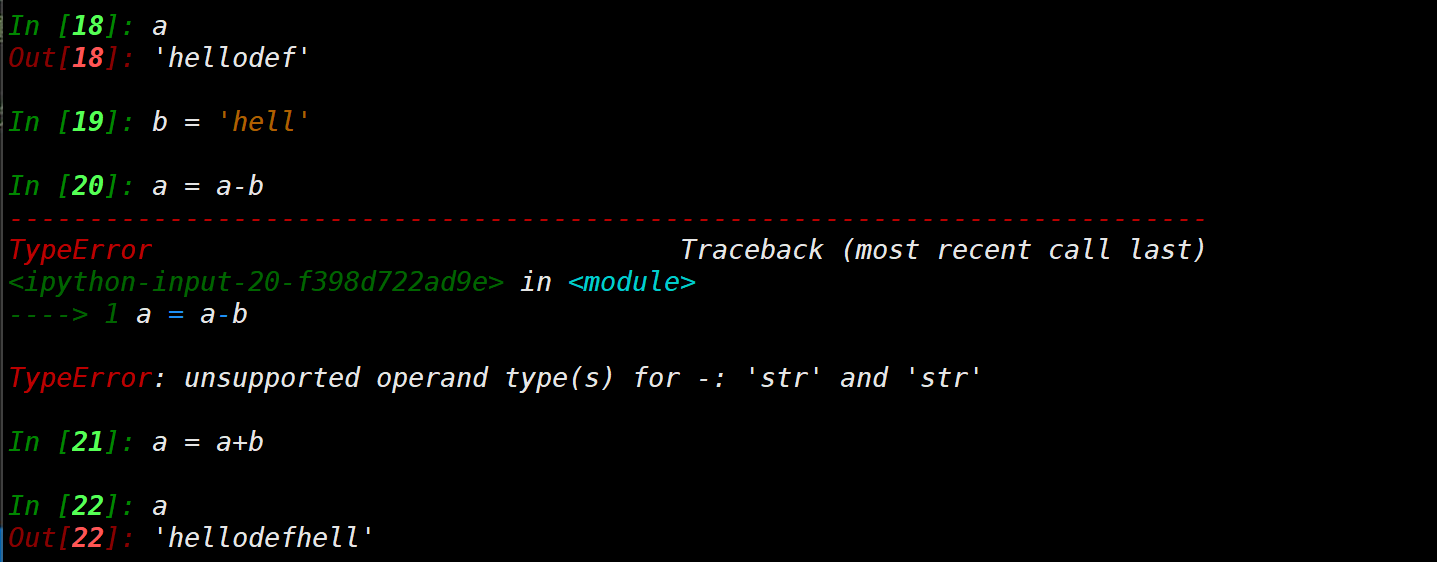 In [18]: a
Out[18]: 'hellodef'
In [19]: b = 'hell'
In [20]: a = a-b
---------------------------------------------------------------------------
TypeError                                 Traceback (most recent call last)
<ipython-input-20-f398d722ad9e> in <module>
----> 1 a = a-b
TypeError: unsupported operand type(s) for -: 'str' and 'str'
In [21]: a = a+b
In [22]: a
Out[22]: 'hellodefhell'